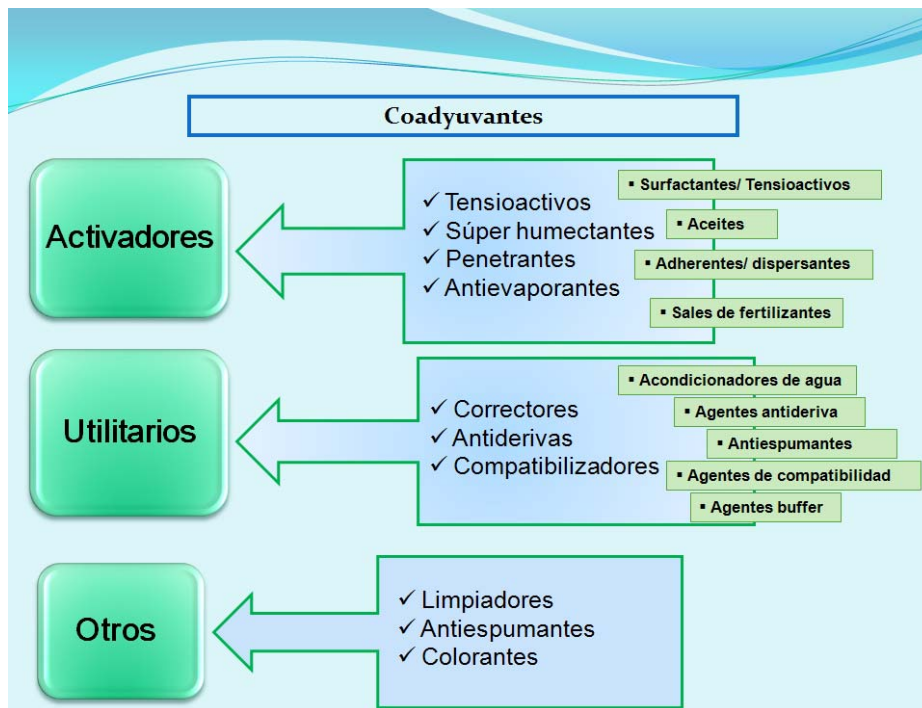 Coadyuvantes
Activadores
✓ Tensioactivos
✓ Súper humectantes
✓ Penetrantes
✓ Antievaporantes
▪ Surfactantes/ Tensioactivos
▪ Aceites
▪ Adherentes/ dispersantes
▪ Sales de fertilizantes
Utilitarios
✓ Correctores
✓ Antiderivas
✓ Compatibilizadores
▪ Acondicionadores de agua
▪ Agentes antideriva
▪ Antiespumantes
▪ Agentes de compatibilidad
▪ Agentes buffer
Otros
✓ Limpiadores
✓ Antiespumantes
✓ Colorantes